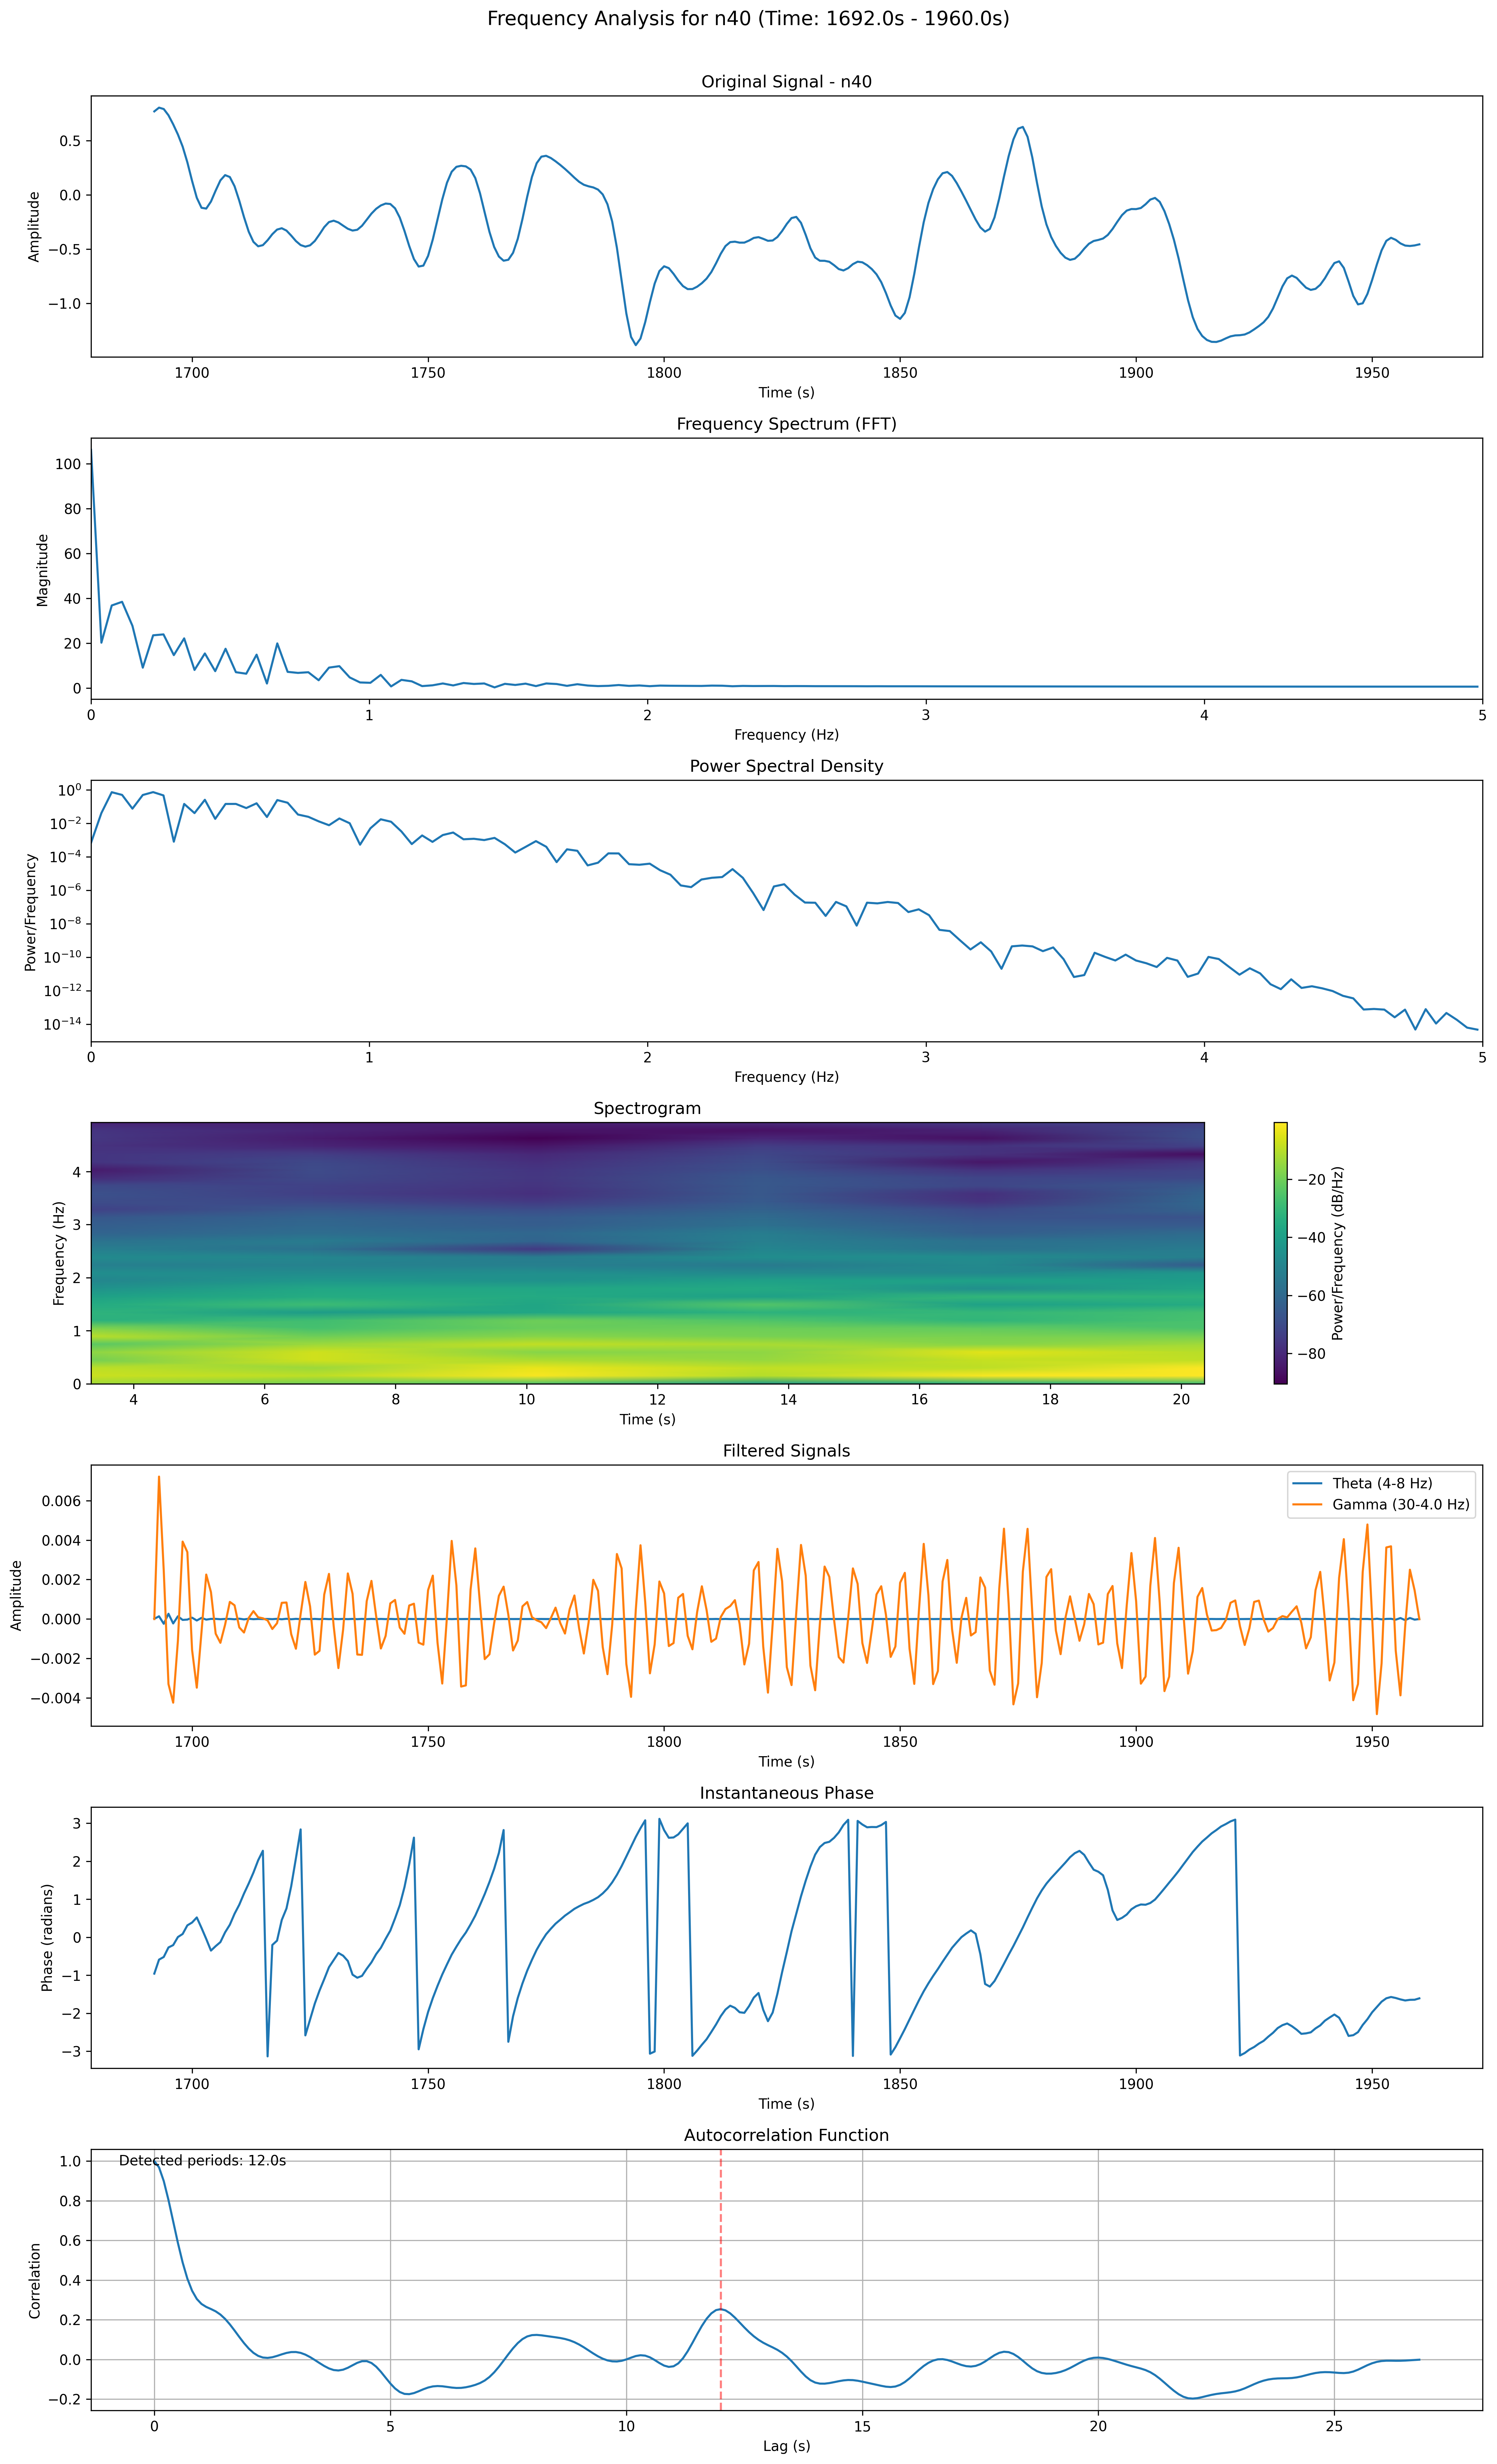 Frequency Analysis for n40 (Time: 1692.0s - 1960.0s)
Original Signal - n40
Amplitude
0.5
0.0
−0.5
−1.0
1700 1750 1800 1850 1900 1950
Time (s)
Frequency Spectrum (FFT)
Magnitude
100
80
60
40
20
0
0 1 2 3 4 5
Frequency (Hz)
Power Spectral Density
Power/Frequency
10⁰
10⁻²
10⁻⁴
10⁻⁶
10⁻⁸
10⁻¹⁰
10⁻¹²
10⁻¹⁴
0 1 2 3 4 5
Frequency (Hz)
Spectrogram
Frequency (Hz)
4
3
2
1
0
4 6 8 10 12 14 16 18 20
Time (s)
−20
−40
−60
−80
Power/Frequency (dB/Hz)
Filtered Signals
Theta (4-8 Hz)
Gamma (30-4.0 Hz)
Amplitude
0.006
0.004
0.002
0.000
−0.002
−0.004
1700 1750 1800 1850 1900 1950
Time (s)
Instantaneous Phase
Phase (radians)
3
2
1
0
−1
−2
−3
1700 1750 1800 1850 1900 1950
Time (s)
Autocorrelation Function
Detected periods: 12.0s
Correlation
1.0
0.8
0.6
0.4
0.2
0.0
−0.2
0 5 10 15 20 25
Lag (s)